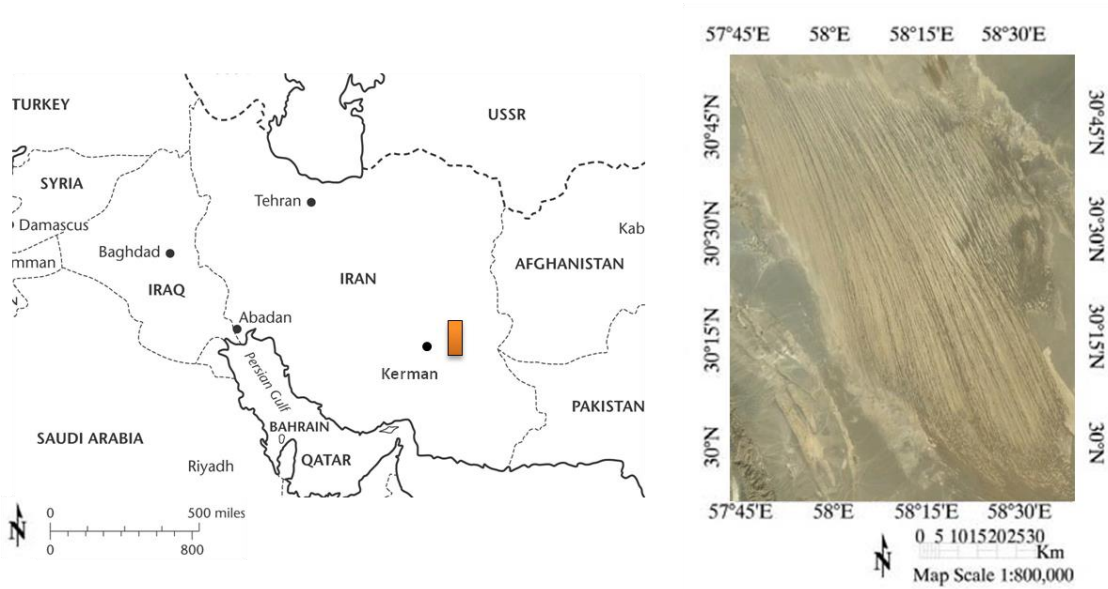 TURKEY
USSR
SYRIA
Tehran
Damascus
Kab
Baghdad
IRAN
AFGHANISTAN
mman
IRAQ
Abadan
Persian Gulf
Kerman
PAKISTAN
BAHRAIN
SAUDI ARABIA
QATAR
Riyadh
N
0 500 miles
0 800
57°45'E 58°E 58°15'E 58°30'E
30°45'N 30°45'N
30°30'N 30°30'N
30°15'N 30°15'N
30°N 30°N
57°45'E 58°E 58°15'E 58°30'E
N
0 5 1015202530
Km
Map Scale 1:800,000